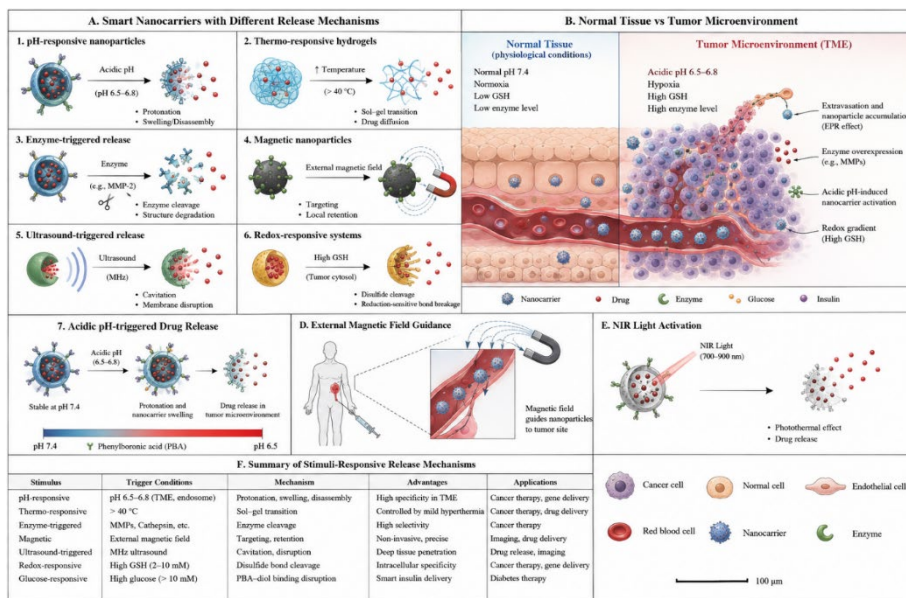 A. Smart Nanocarriers with Different Release Mechanisms
1. pH-responsive nanoparticles
Acidic pH
(pH 6.5–6.8)
• Protonation
• Swelling/Disassembly
2. Thermo-responsive hydrogels
↑ Temperature
(> 40 °C)
• Sol–gel transition
• Drug diffusion
3. Enzyme-triggered release
Enzyme
(e.g., MMP-2)
• Enzyme cleavage
• Structure degradation
4. Magnetic nanoparticles
External magnetic field
• Targeting
• Local retention
5. Ultrasound-triggered release
Ultrasound
(MHz)
• Cavitation
• Membrane disruption
6. Redox-responsive systems
High GSH
(Tumor cytosol)
• Disulfide cleavage
• Reduction-sensitive bond breakage
B. Normal Tissue vs Tumor Microenvironment
Normal Tissue
(physiological conditions)
Normal pH 7.4
Normoxia
Low GSH
Low enzyme level
Tumor Microenvironment (TME)
Acidic pH 6.5–6.8
Hypoxia
High GSH
High enzyme level
Extravasation and
nanoparticle accumulation
(EPR effect)
Enzyme overexpression
(e.g., MMPs)
Acidic pH-induced
nanocarrier activation
Redox gradient
(High GSH)
Nanocarrier Drug Enzyme Glucose Insulin
7. Acidic pH-triggered Drug Release
Acidic pH
(6.5–6.8)
Stable at pH 7.4
Protonation and
nanocarrier swelling
Drug release in
tumor microenvironment
pH 7.4 Phenylboronic acid (PBA) pH 6.5
D. External Magnetic Field Guidance
Magnetic field
guides nanoparticles
to tumor site
E. NIR Light Activation
NIR Light
(700–900 nm)
• Photothermal effect
• Drug release
F. Summary of Stimuli-Responsive Release Mechanisms
Stimulus Trigger Conditions Mechanism Advantages Applications
pH-responsive pH 6.5–6.8 (TME, endosome) Protonation, swelling, disassembly High specificity in TME Cancer therapy, gene delivery
Thermo-responsive > 40 °C Sol–gel transition Controlled by mild hyperthermia Cancer therapy, drug delivery
Enzyme-triggered MMPs, Cathepsin, etc. Enzyme cleavage High selectivity Cancer therapy
Magnetic External magnetic field Targeting, retention Non-invasive, precise Imaging, drug delivery
Ultrasound-triggered MHz ultrasound Cavitation, disruption Deep tissue penetration Drug release, imaging
Redox-responsive High GSH (2–10 mM) Disulfide bond cleavage Intracellular specificity Cancer therapy, gene delivery
Glucose-responsive High glucose (> 10 mM) PBA–diol binding disruption Smart insulin delivery Diabetes therapy
Cancer cell Normal cell Endothelial cell
Red blood cell Nanocarrier Enzyme
100 μm